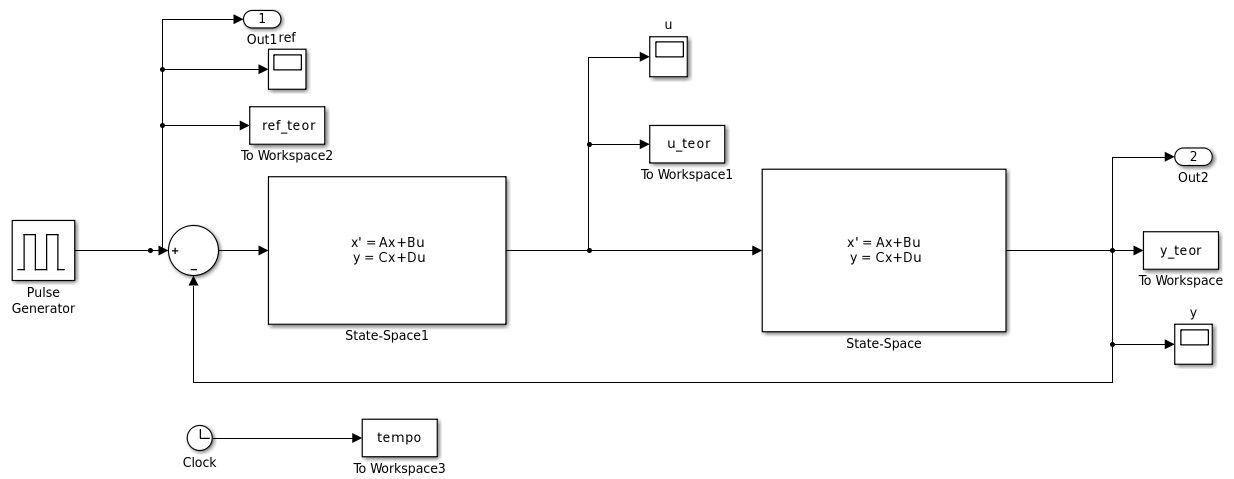 1
Out1
ref
ref_teor
To Workspace2
u
u_teor
To Workspace1
2
Out2
Pulse
Generator
+
−
x' = Ax+Bu
y = Cx+Du
State-Space1
x' = Ax+Bu
y = Cx+Du
State-Space
y_teor
To Workspace
y
Clock
tempo
To Workspace3